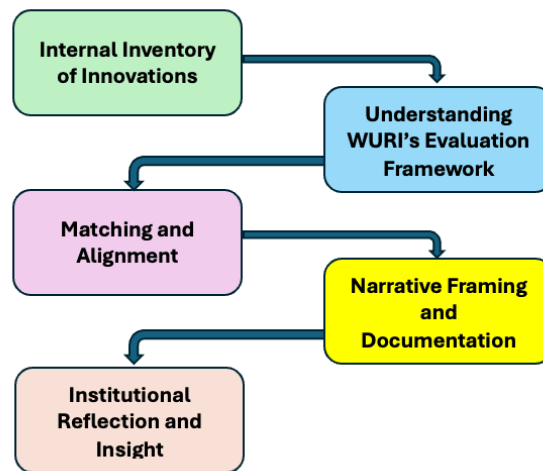 Internal Inventory
of Innovations
Understanding
WURI's Evaluation
Framework
Matching and
Alignment
Narrative Framing
and
Documentation
Institutional
Reflection and
Insight